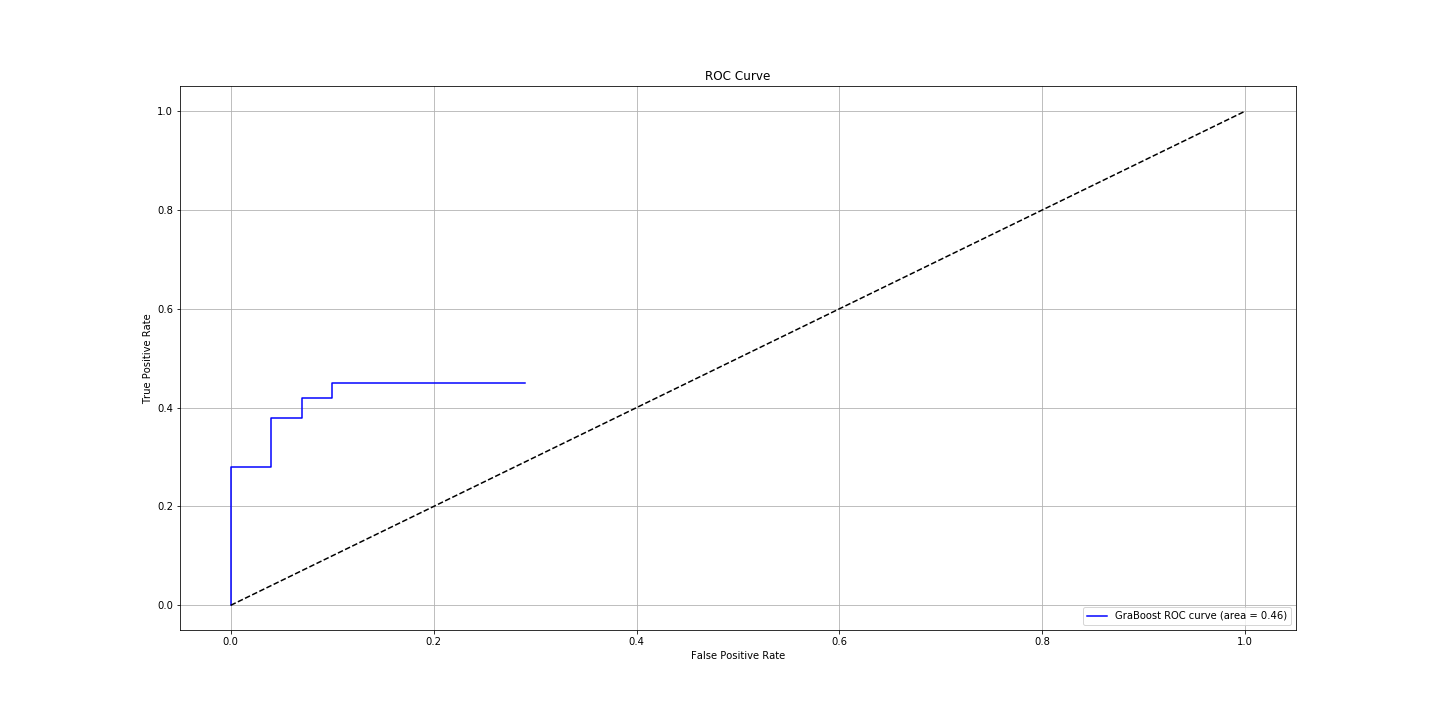 ROC Curve
1.0
0.8
0.6
0.4
0.2
0.0
True Positive Rate
0.0 0.2 0.4 0.6 0.8 1.0
False Positive Rate
GraBoost ROC curve (area = 0.46)